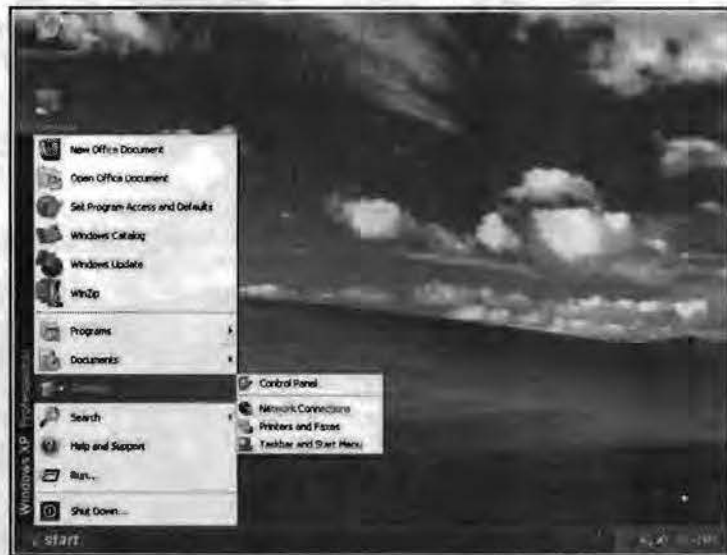 New Office Document
Open Office Document
Set Program Access and Defaults
Windows Catalog
Windows Update
WinZip
Programs
Documents
Search
Help and Support
Run...
Shut Down...
Control Panel
Network Connections
Printers and Faxes
Taskbar and Start Menu
Windows XP Professional
start